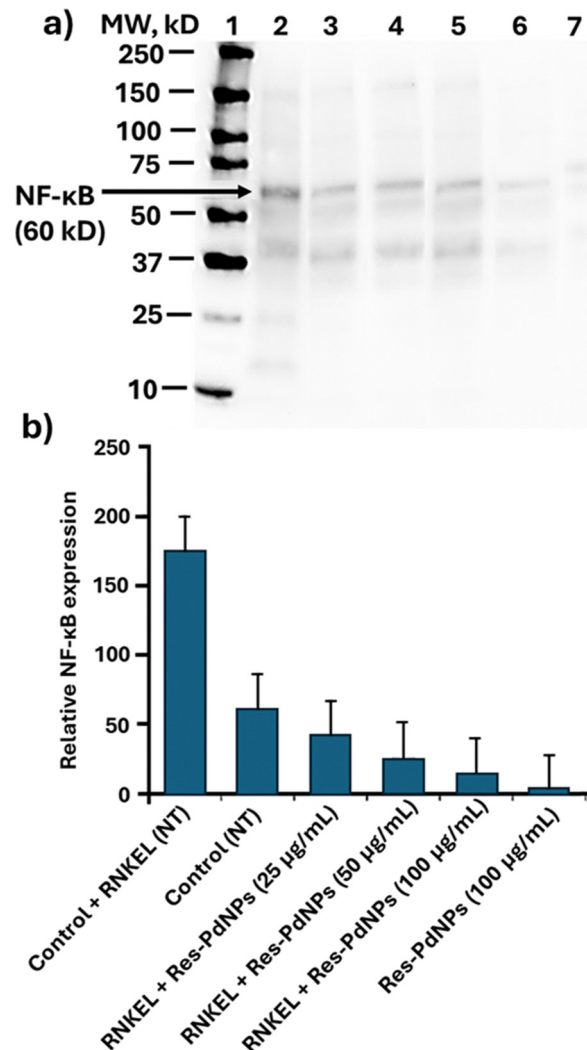 a) MW, kD 1 2 3 4 5 6 7
250
150
100
75
NF-κB
(60 kD)
50
37
25
10
b)
250
200
150
100
50
0
Relative NF-κB expression
Control + RNKEL (NT)
Control (NT)
RNKEL + Res-PdNPs (25 µg/mL)
RNKEL + Res-PdNPs (50 µg/mL)
RNKEL + Res-PdNPs (100 µg/mL)
Res-PdNPs (100 µg/mL)